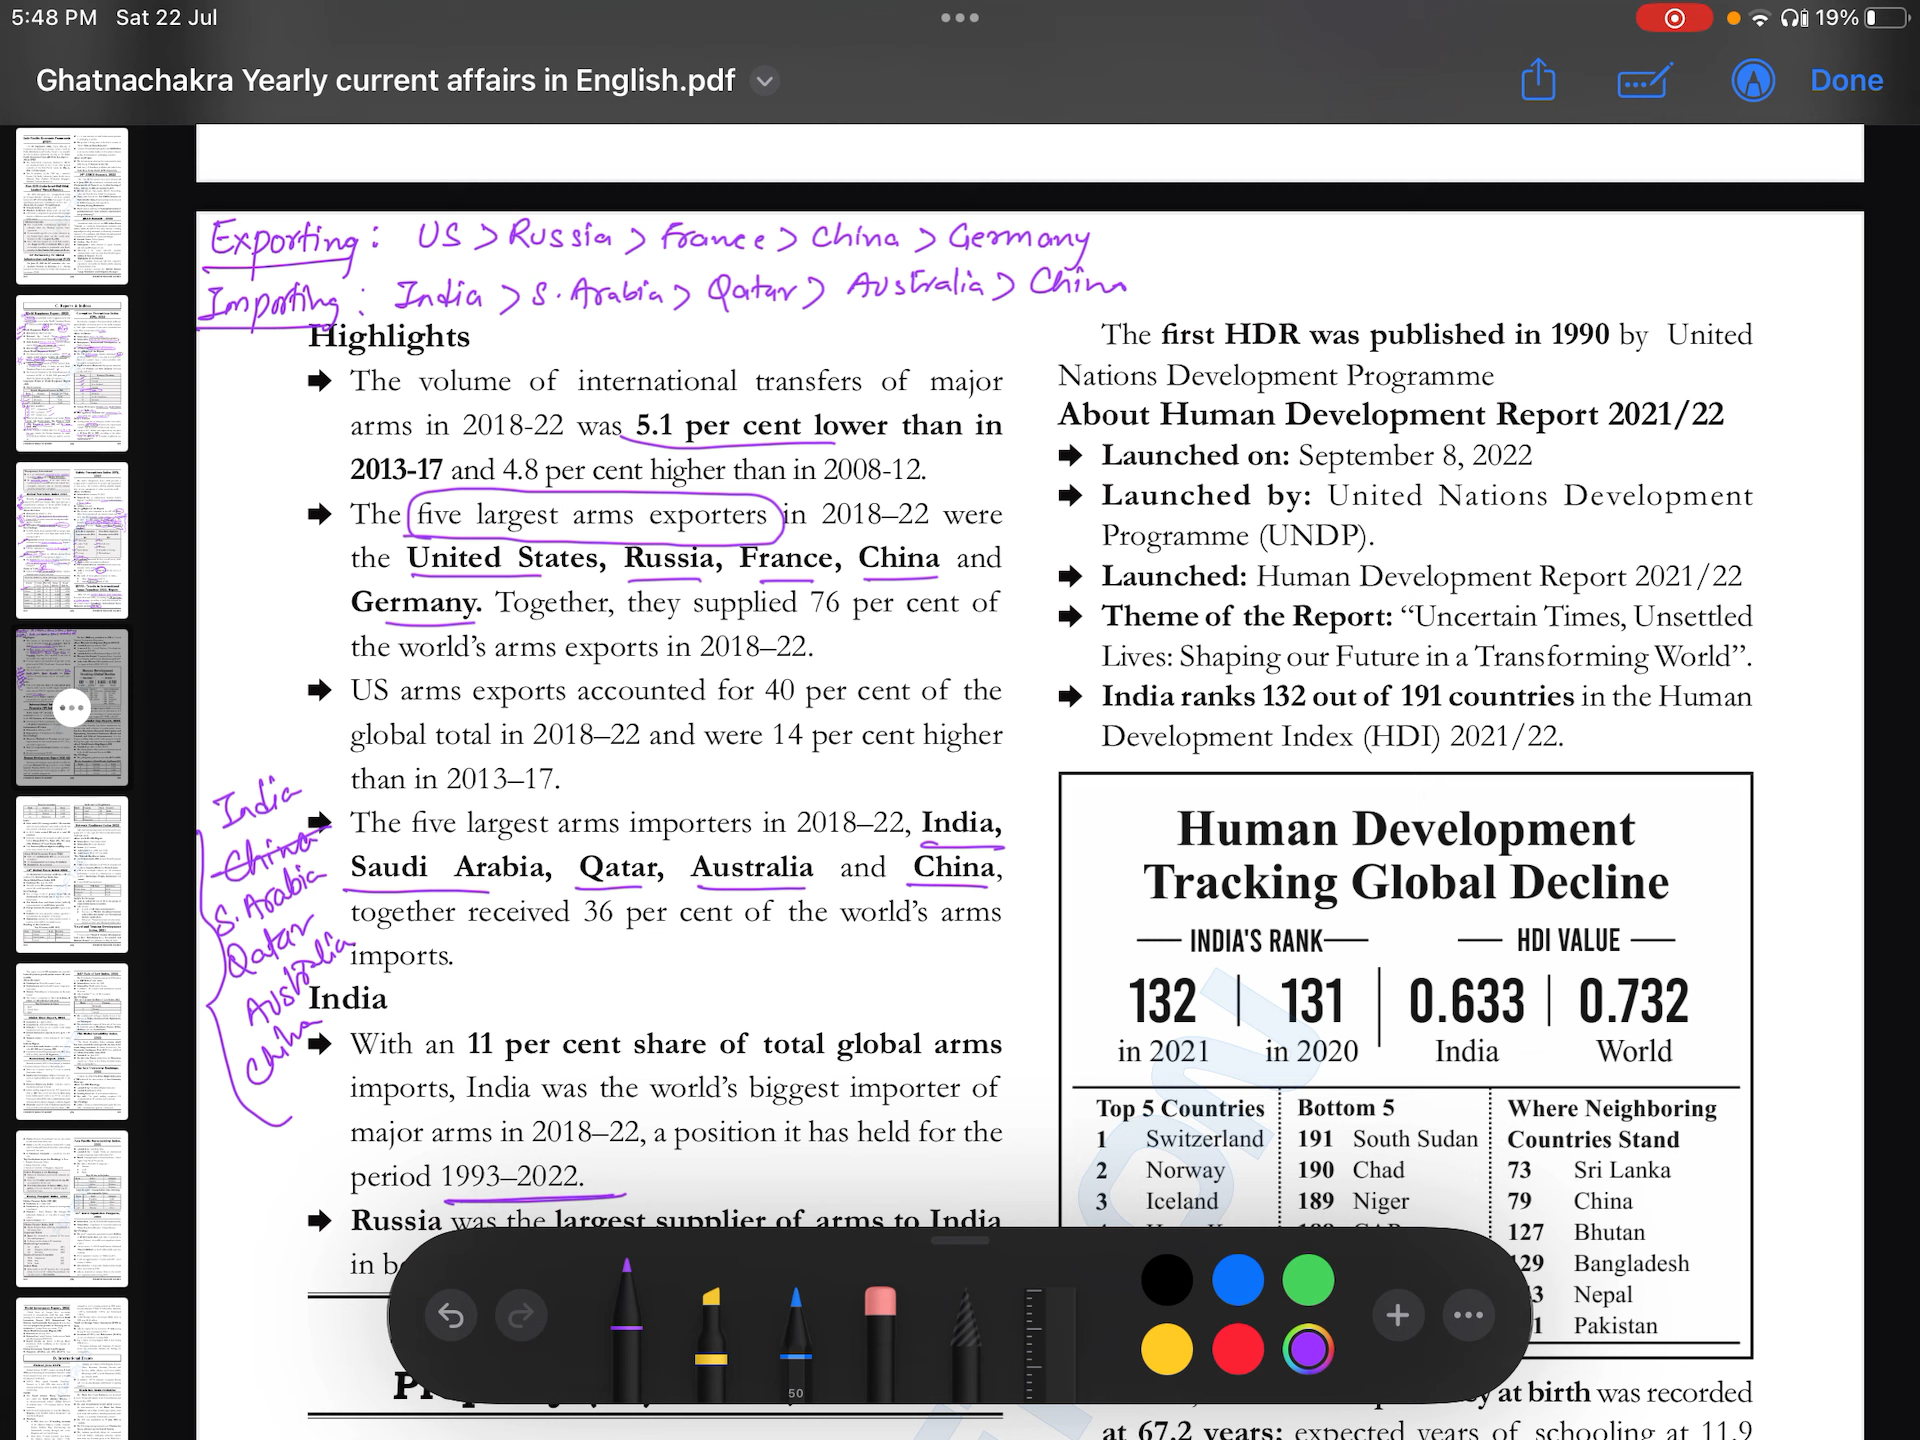 5:48 PM Sat 22 Jul
19%
Ghatnachakra Yearly current affairs in English.pdf
Done
Exporting: US > Russia > France > China > Germany
Importing: India > S. Arabia > Qatar > Australia > China
Highlights
The volume of international transfers of major
arms in 2018-22 was 5.1 per cent lower than in
2013-17 and 4.8 per cent higher than in 2008-12.
The five largest arms exporters in 2018–22 were
the United States, Russia, France, China and
Germany. Together, they supplied 76 per cent of
the world's arms exports in 2018–22.
US arms exports accounted for 40 per cent of the
global total in 2018–22 and were 14 per cent higher
than in 2013–17.
The five largest arms importers in 2018–22, India,
Saudi Arabia, Qatar, Australia and China,
together received 36 per cent of the world's arms
imports.
India
China
S. Arabia
Qatar
Australia
China
India
With an 11 per cent share of total global arms
imports, India was the world's biggest importer of
major arms in 2018–22, a position it has held for the
period 1993–2022.
Russia was the largest supplier of arms to India
in b
The first HDR was published in 1990 by United
Nations Development Programme
About Human Development Report 2021/22
Launched on: September 8, 2022
Launched by: United Nations Development
Programme (UNDP).
Launched: Human Development Report 2021/22
Theme of the Report: “Uncertain Times, Unsettled
Lives: Shaping our Future in a Transforming World”.
India ranks 132 out of 191 countries in the Human
Development Index (HDI) 2021/22.
Human Development
Tracking Global Decline
INDIA'S RANK HDI VALUE
132 131 0.633 0.732
in 2021 in 2020 India World
Top 5 Countries Bottom 5 Where Neighboring
1 Switzerland 191 South Sudan Countries Stand
2 Norway 190 Chad 73 Sri Lanka
3 Iceland 189 Niger 79 China
127 Bhutan
29 Bangladesh
3 Nepal
1 Pakistan
50
y at birth was recorded
at 67.2 years; expected years of schooling at 11.9